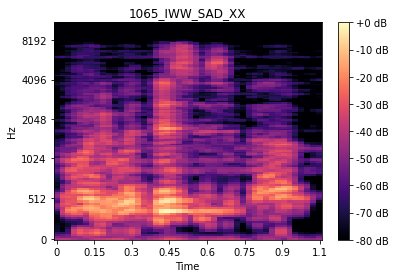 1065_IWW_SAD_XX
+0 dB
8192
-10 dB
4096
-20 dB
-30 dB
2048
Hz
-40 dB
1024
-50 dB
512
-60 dB
-70 dB
0
-80 dB
0 0.15 0.3 0.45 0.6 0.75 0.9 1.1
Time